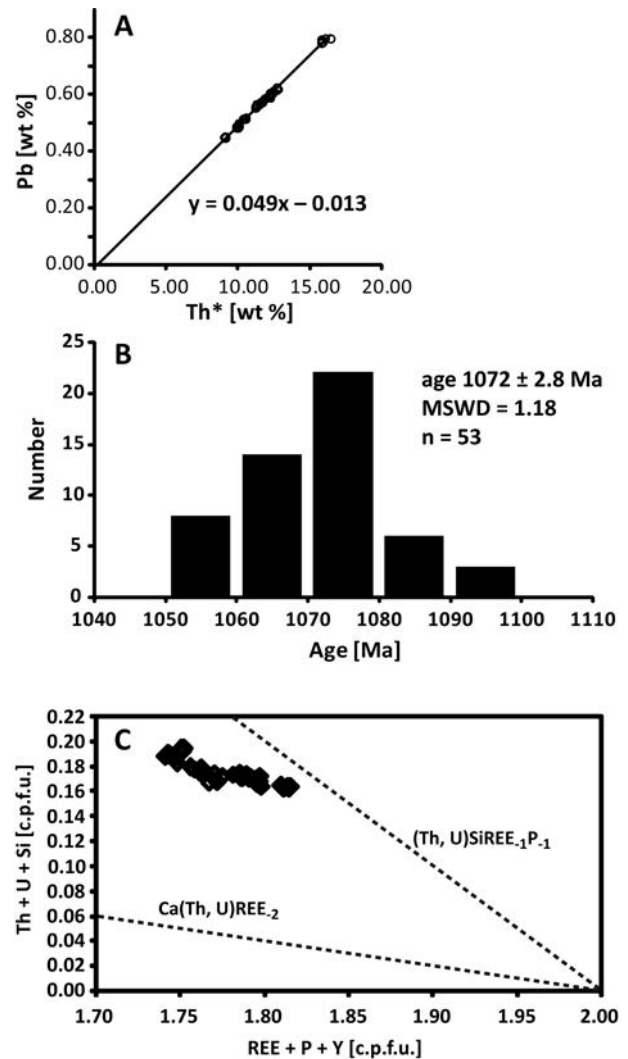 A
0.80
0.60
0.40
0.20
0.00
Pb [wt %]
y = 0.049x – 0.013
0.00 5.00 10.00 15.00 20.00
Th* [wt %]
B
25
20
15
10
5
0
Number
age 1072 ± 2.8 Ma
MSWD = 1.18
n = 53
1040 1050 1060 1070 1080 1090 1100 1110
Age [Ma]
C
0.22
0.20
0.18
0.16
0.14
0.12
0.10
0.08
0.06
0.04
0.02
0.00
Th + U + Si [c.p.f.u.]
(Th, U)SiREE₋₁P₋₁
Ca(Th, U)REE₋₂
1.70 1.75 1.80 1.85 1.90 1.95 2.00
REE + P + Y [c.p.f.u.]